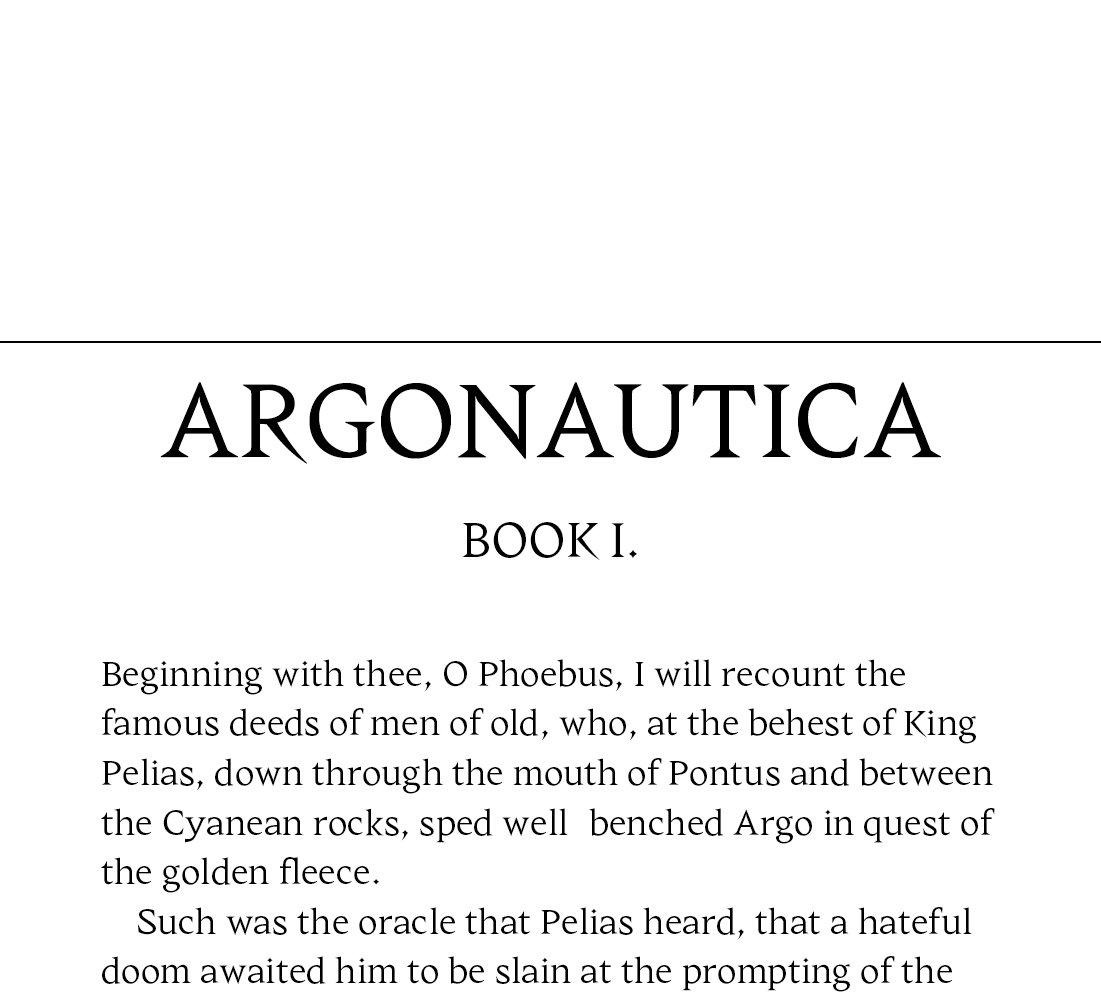 ARGONAUTICA
BOOK I.
Beginning with thee, O Phoebus, I will recount the
famous deeds of men of old, who, at the behest of King
Pelias, down through the mouth of Pontus and between
the Cyanean rocks, sped well  benched Argo in quest of
the golden fleece.
Such was the oracle that Pelias heard, that a hateful
doom awaited him to be slain at the prompting of the